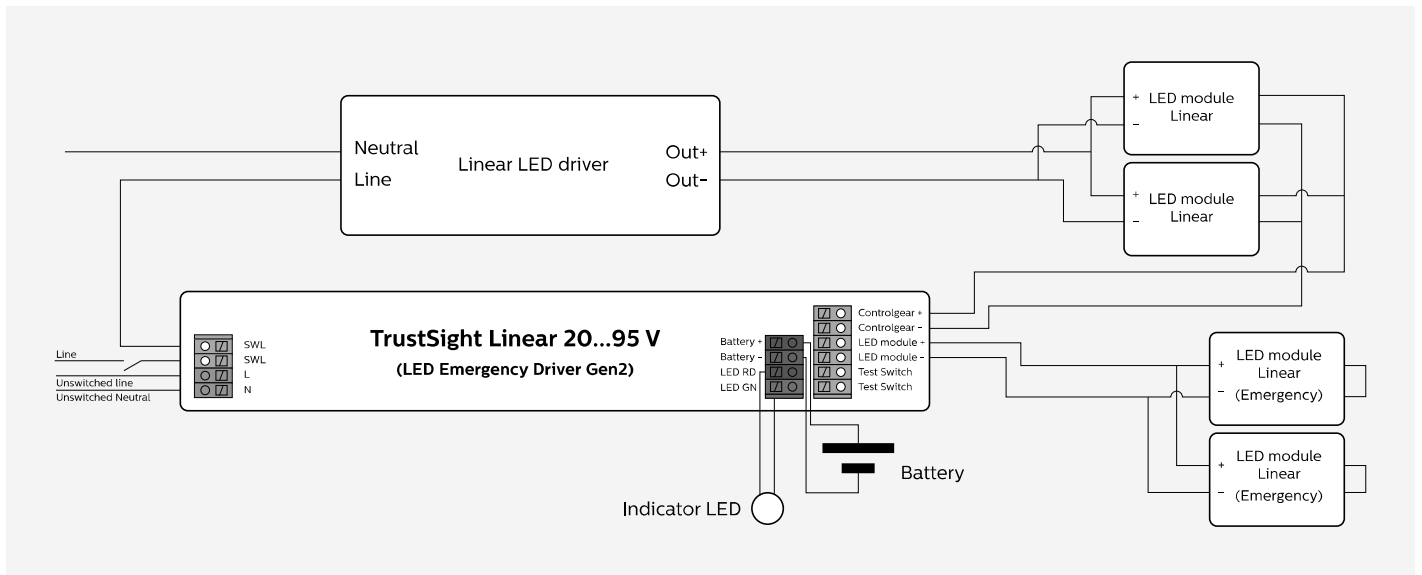 Neutral
Line
Linear LED driver
Out+
Out-
+ LED module
Linear
-
+ LED module
Linear
-
TrustSight Linear 20...95 V
(LED Emergency Driver Gen2)
SWL
SWL
L
N
Line
Unswitched line
Unswitched Neutral
Battery +
Battery -
LED RD
LED GN
Controlgear +
Controlgear -
LED module +
LED module -
Test Switch
Test Switch
+ LED module
Linear
- (Emergency)
+ LED module
Linear
- (Emergency)
Battery
Indicator LED